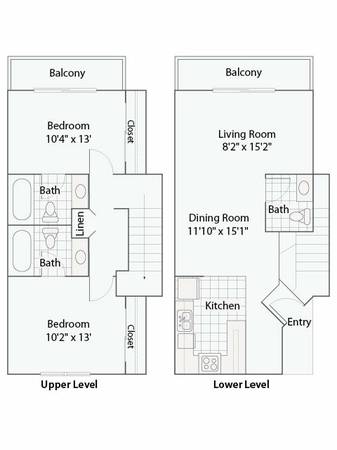 Balcony
Bedroom
10'4" x 13'
Closet
Bath
Linen
Bath
Bedroom
10'2" x 13'
Closet
Upper Level
Balcony
Living Room
8'2" x 15'2"
Bath
Dining Room
11'10" x 15'1"
Kitchen
Entry
Lower Level